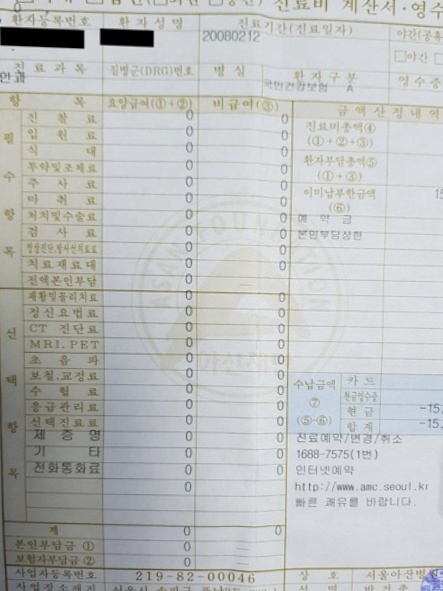 진료비 계산서·영수
환자등록번호 환자성명 진료기간(진료일자) 야간(공휴
20080212 야간
진료과목 질병군(DRG)번호 병실 환자구분 영수증
안과 국민건강보험 A
항 목 요양급여(①+②) 비급여(③) 금액산정내역
필수항목
진찰료 0 0 진료비총액④
입원료 0 0 (①+②+③)
식대 0 0 환자부담총액⑤
투약및조제료 0 0 (①+③)
주사료 0 0 이미납부한금액 15
마취료 0 0 (⑥)
처치및수술료 0 0 예 약 금
검사료 0 0 본인부담상한
영상진단및방사선치료료 0 0
치료재료대 0 0
전액본인부담 0
선택항목
재활및물리치료 0 0
정신요법료 0 0
CT 진단료 0 0
MRI.PET 0 0
초음파 0 0
보철,교정료 0 0 수납금액 카드
수혈료 0 0 ⑦ 현금영수증
응급관리료 0 0 (⑤-⑥) 현금 -15,
선택진료료 0 0 합계 -15,
제 증 명 0 0 진료예약/변경/취소
기 타 0 0 1688-7575(1번)
전화통화료 0 0 인터넷예약
0 0 http://www.amc.seoul.kr
빠른 쾌유를 바랍니다.
계 0 0
본인부담금 ① 0
보험자부담금 ② 0
사업자등록번호 219-82-00046 상호 서울아산병원
사업장소재지 서울시 송파구
ASAN FOUNDATION
아산재단